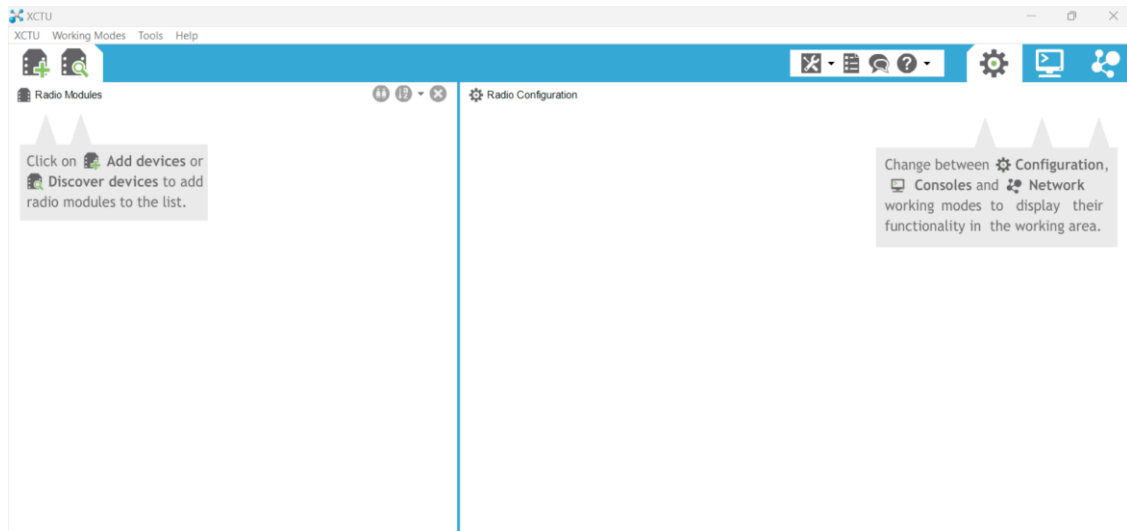 XCTU
XCTU Working Modes Tools Help
Radio Modules
Radio Configuration
Click on Add devices or
Discover devices to add
radio modules to the list.
Change between Configuration,
Consoles and Network
working modes to display their
functionality in the working area.